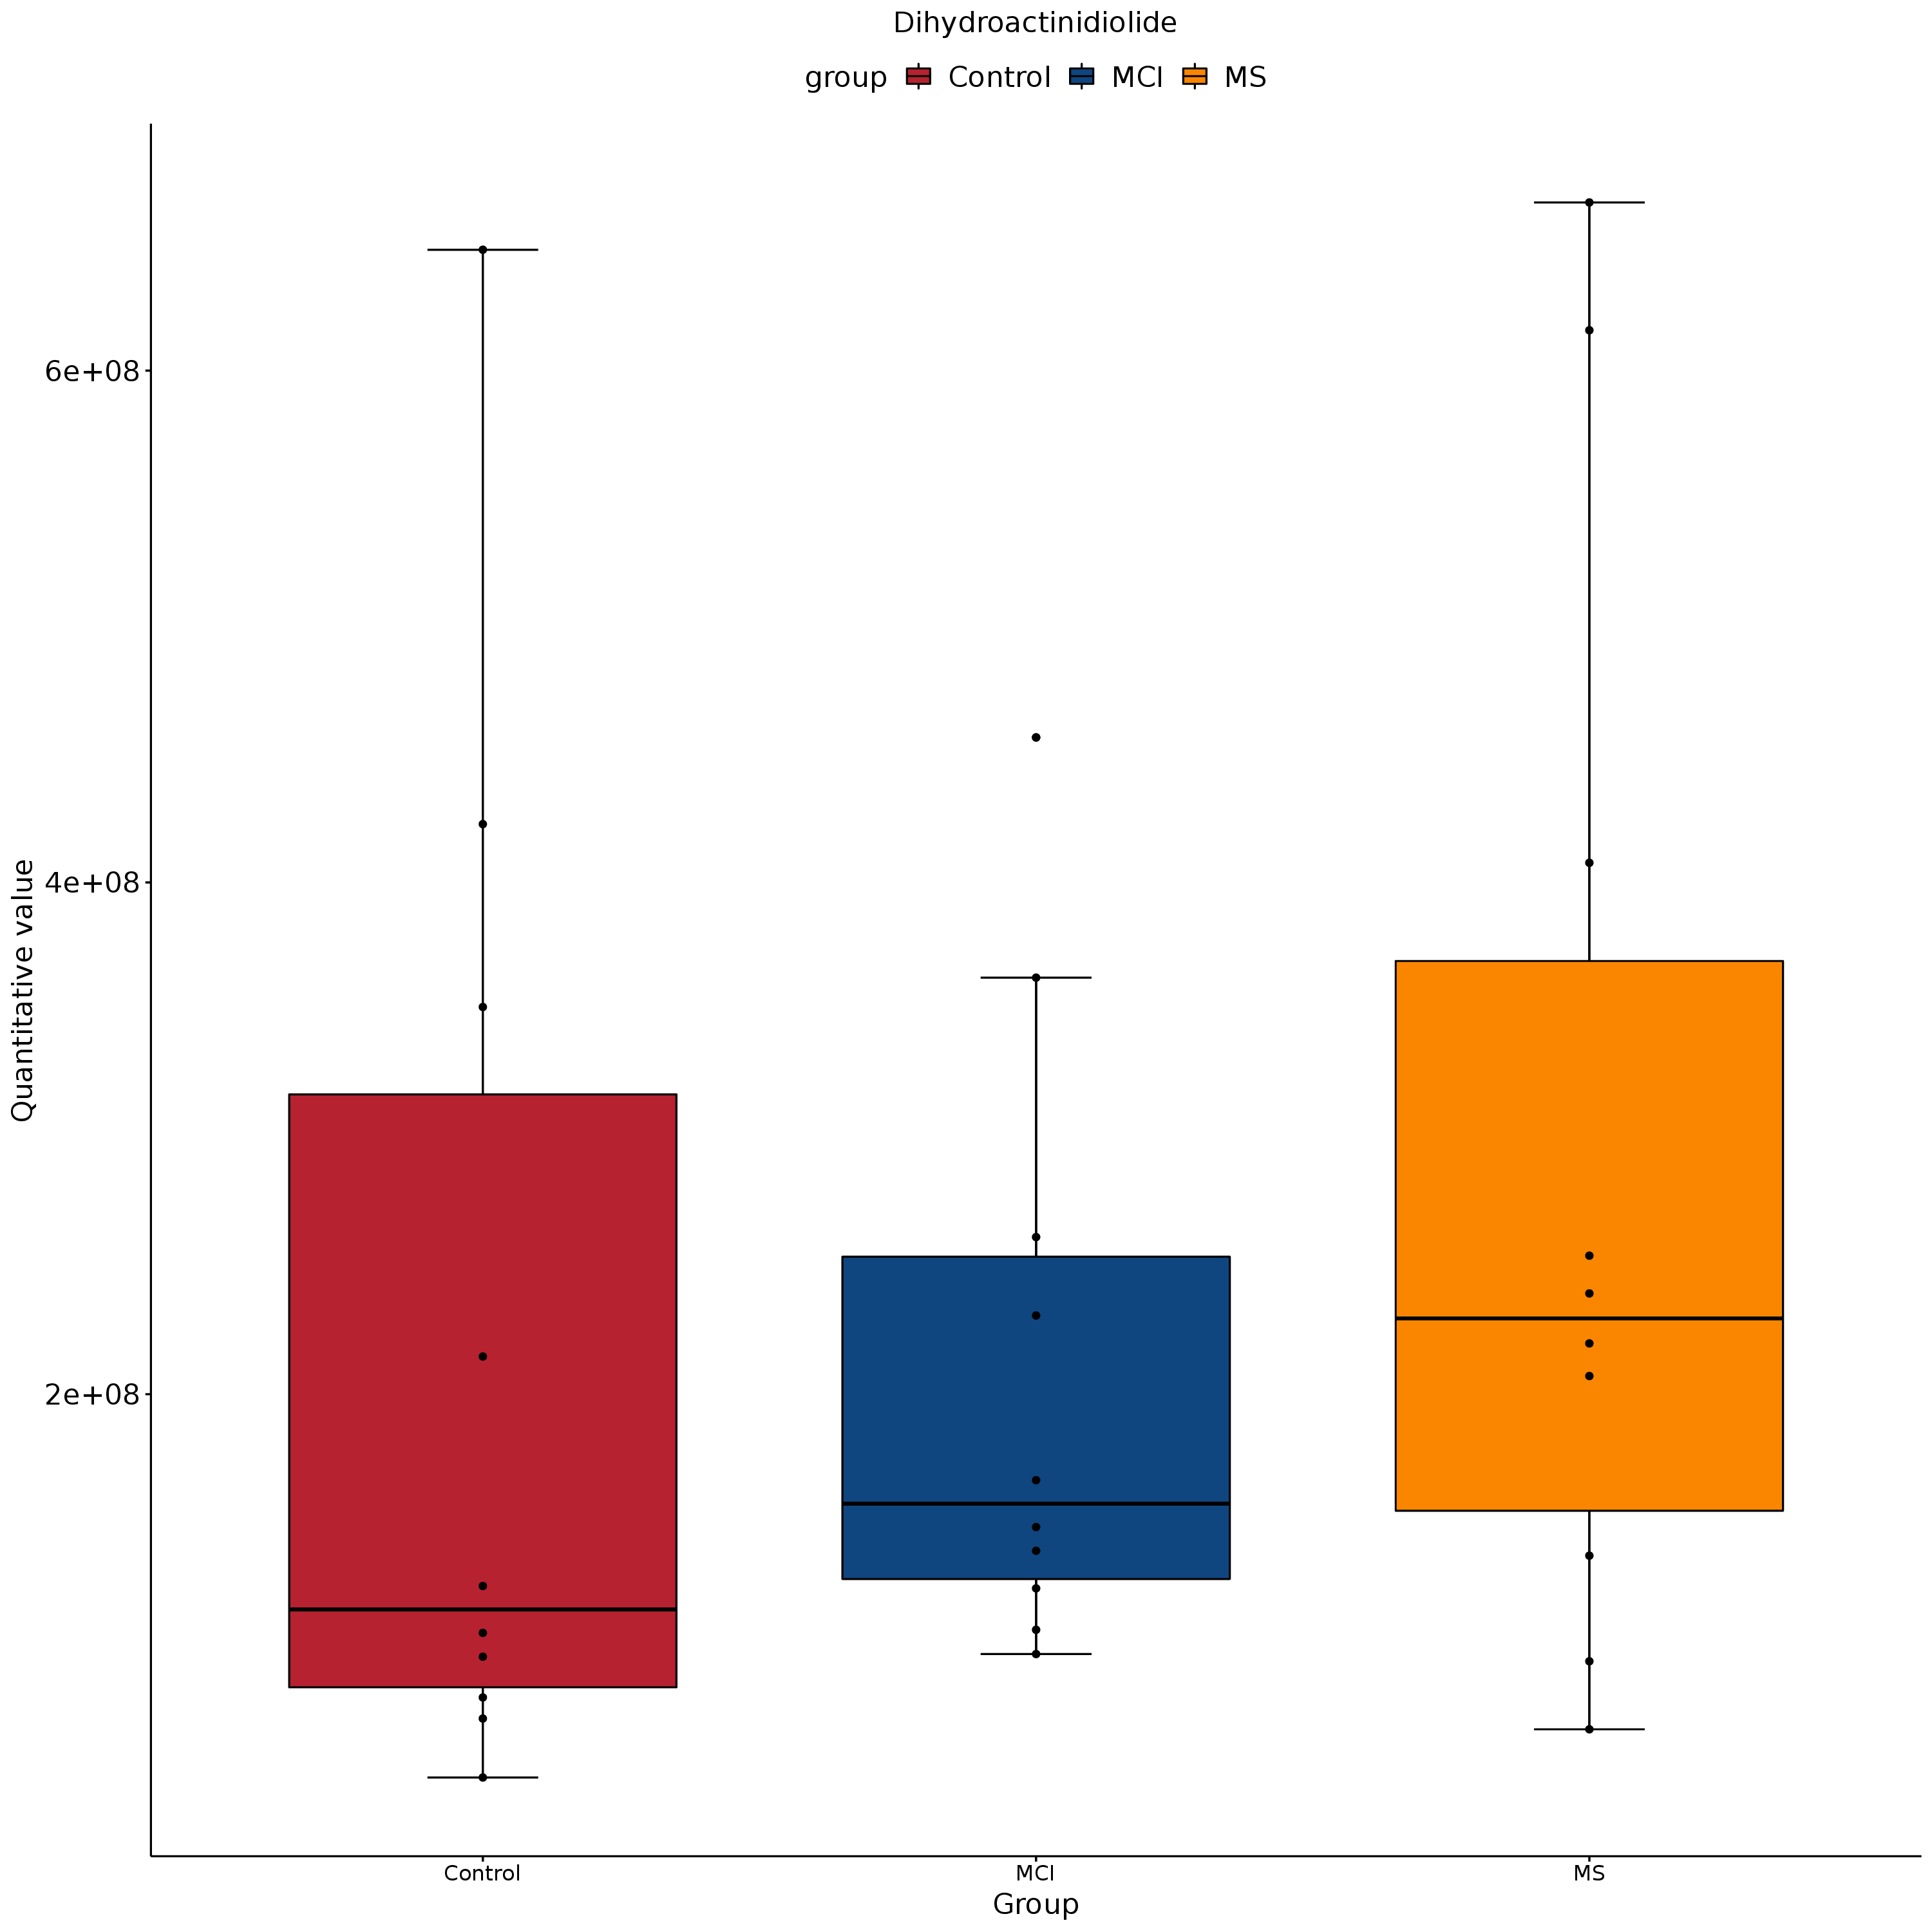 Dihydroactinidiolide
group Control MCI MS
Quantitative value
6e+08
4e+08
2e+08
Control MCI MS
Group